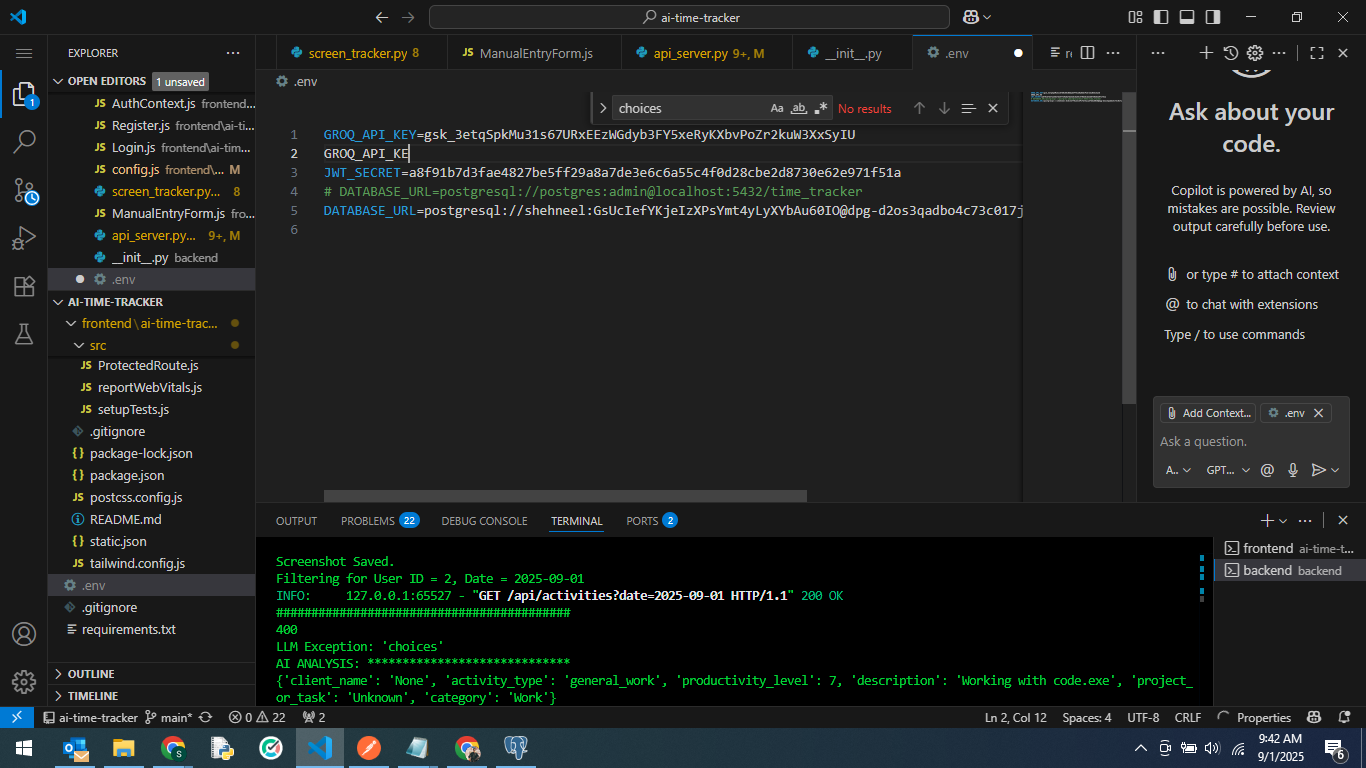 ai-time-tracker
EXPLORER
OPEN EDITORS 1 unsaved
AuthContext.js frontend...
Register.js frontend\ai-ti...
Login.js frontend\ai-tim...
config.js frontend\... M
screen_tracker.py... 8
ManualEntryForm.js fro...
api_server.py... 9+, M
__init__.py backend
.env
AI-TIME-TRACKER
frontend\ai-time-trac...
src
ProtectedRoute.js
reportWebVitals.js
setupTests.js
.gitignore
package-lock.json
package.json
postcss.config.js
README.md
static.json
tailwind.config.js
.env
.gitignore
requirements.txt
OUTLINE
TIMELINE
screen_tracker.py 8
ManualEntryForm.js
api_server.py 9+, M
__init__.py
.env
.env
choices
Aa ab .*
No results
1 GROQ_API_KEY=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
2 GROQ_API_KE
3 JWT_SECRET=a8f91b7d3fae4827be5ff29a8a7de3e6c6a55c4f0d28cbe2d8730e62e971f51a
4 # DATABASE_URL=postgresql://postgres:admin@localhost:5432/time_tracker
5 DATABASE_URL=postgresql://shehneel:GsUcIefYKjeIzXPsYmt4yLyXYbAu60IO@dpg-d2os3qadbo4c73c017j
6
Ask about your
code.
Copilot is powered by AI, so
mistakes are possible. Review
output carefully before use.
or type # to attach context
@ to chat with extensions
Type / to use commands
Add Context... .env
Ask a question.
A.. GPT...
OUTPUT PROBLEMS 22 DEBUG CONSOLE TERMINAL PORTS 2
Screenshot Saved.
Filtering for User ID = 2, Date = 2025-09-01
INFO: 127.0.0.1:65527 - "GET /api/activities?date=2025-09-01 HTTP/1.1" 200 OK
##########################################
400
LLM Exception: 'choices'
AI ANALYSIS: *****************************
{'client_name': 'None', 'activity_type': 'general_work', 'productivity_level': 7, 'description': 'Working with code.exe', 'project_
or_task': 'Unknown', 'category': 'Work'}
frontend ai-time-t...
backend backend
ai-time-tracker main* 0 22 2
Ln 2, Col 12 Spaces: 4 UTF-8 CRLF Properties
9:42 AM
9/1/2025
6